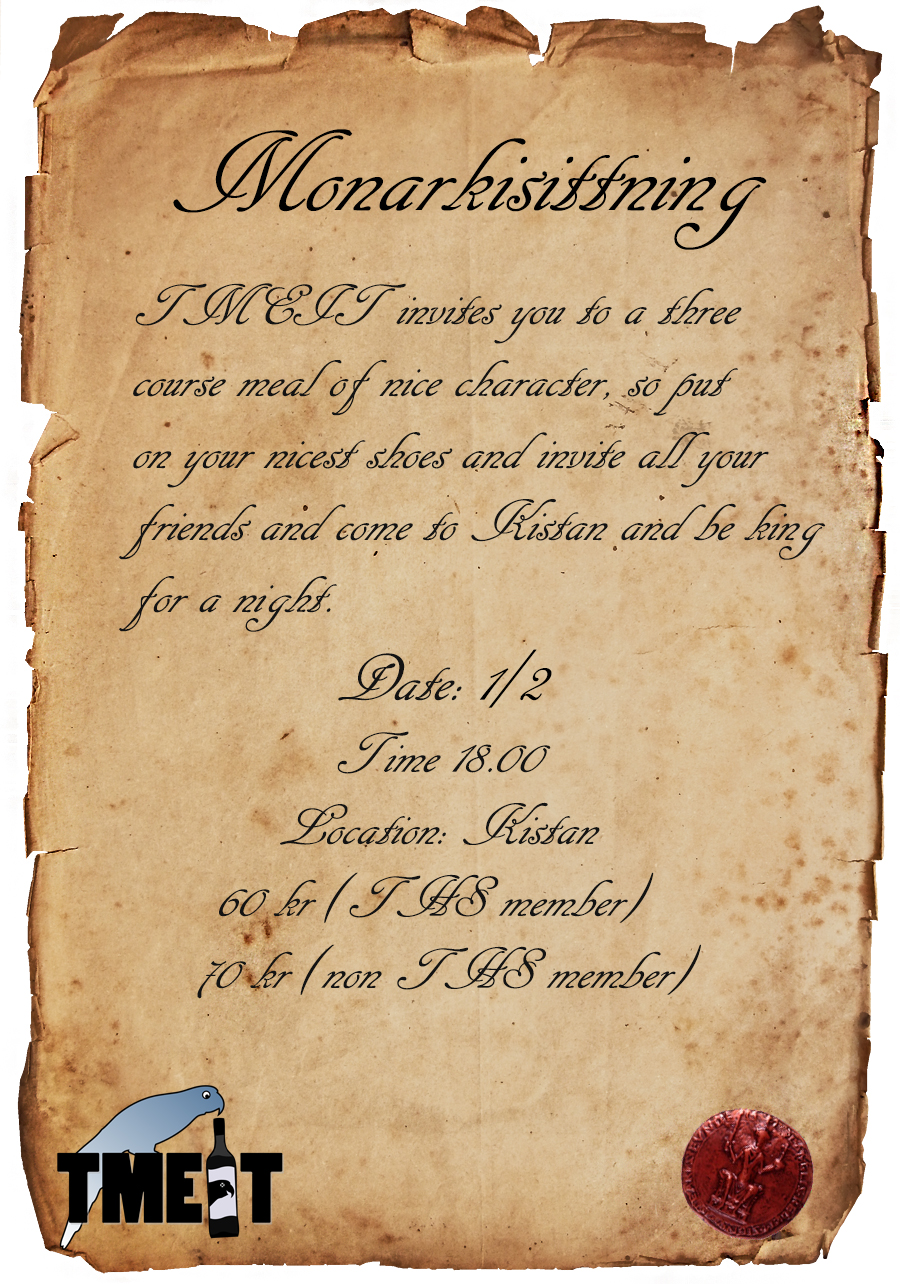 Monarkisittning
TMEIT invites you to a three
course meal of nice character, so put
on your nicest shoes and invite all your
friends and come to Kistan and be king
for a night.
Date: 1/2
Time 18.00
Location: Kistan
60 kr (THS member)
70 kr (non THS member)
TMEIT